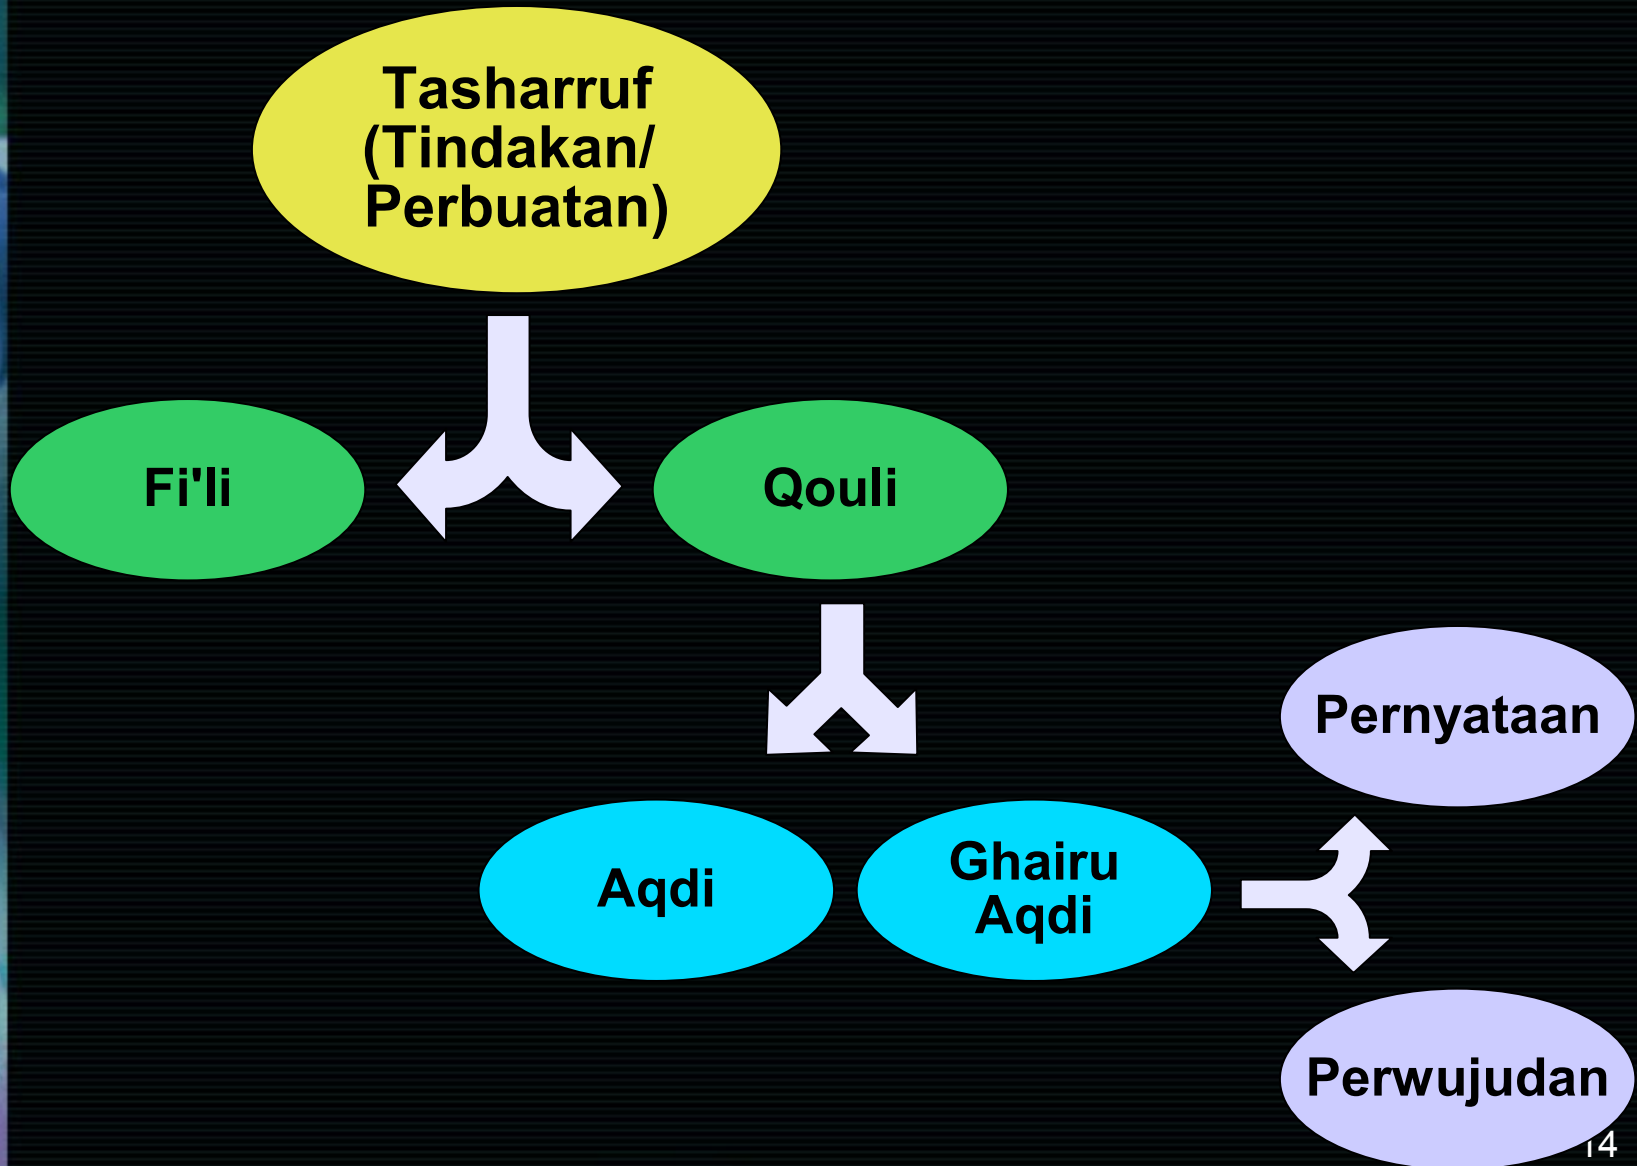 Tasharruf
(Tindakan/
Perbuatan)
Fi'li
Qouli
Pernyataan
Aqdi
Ghairu
Aqdi
Perwujudan
14